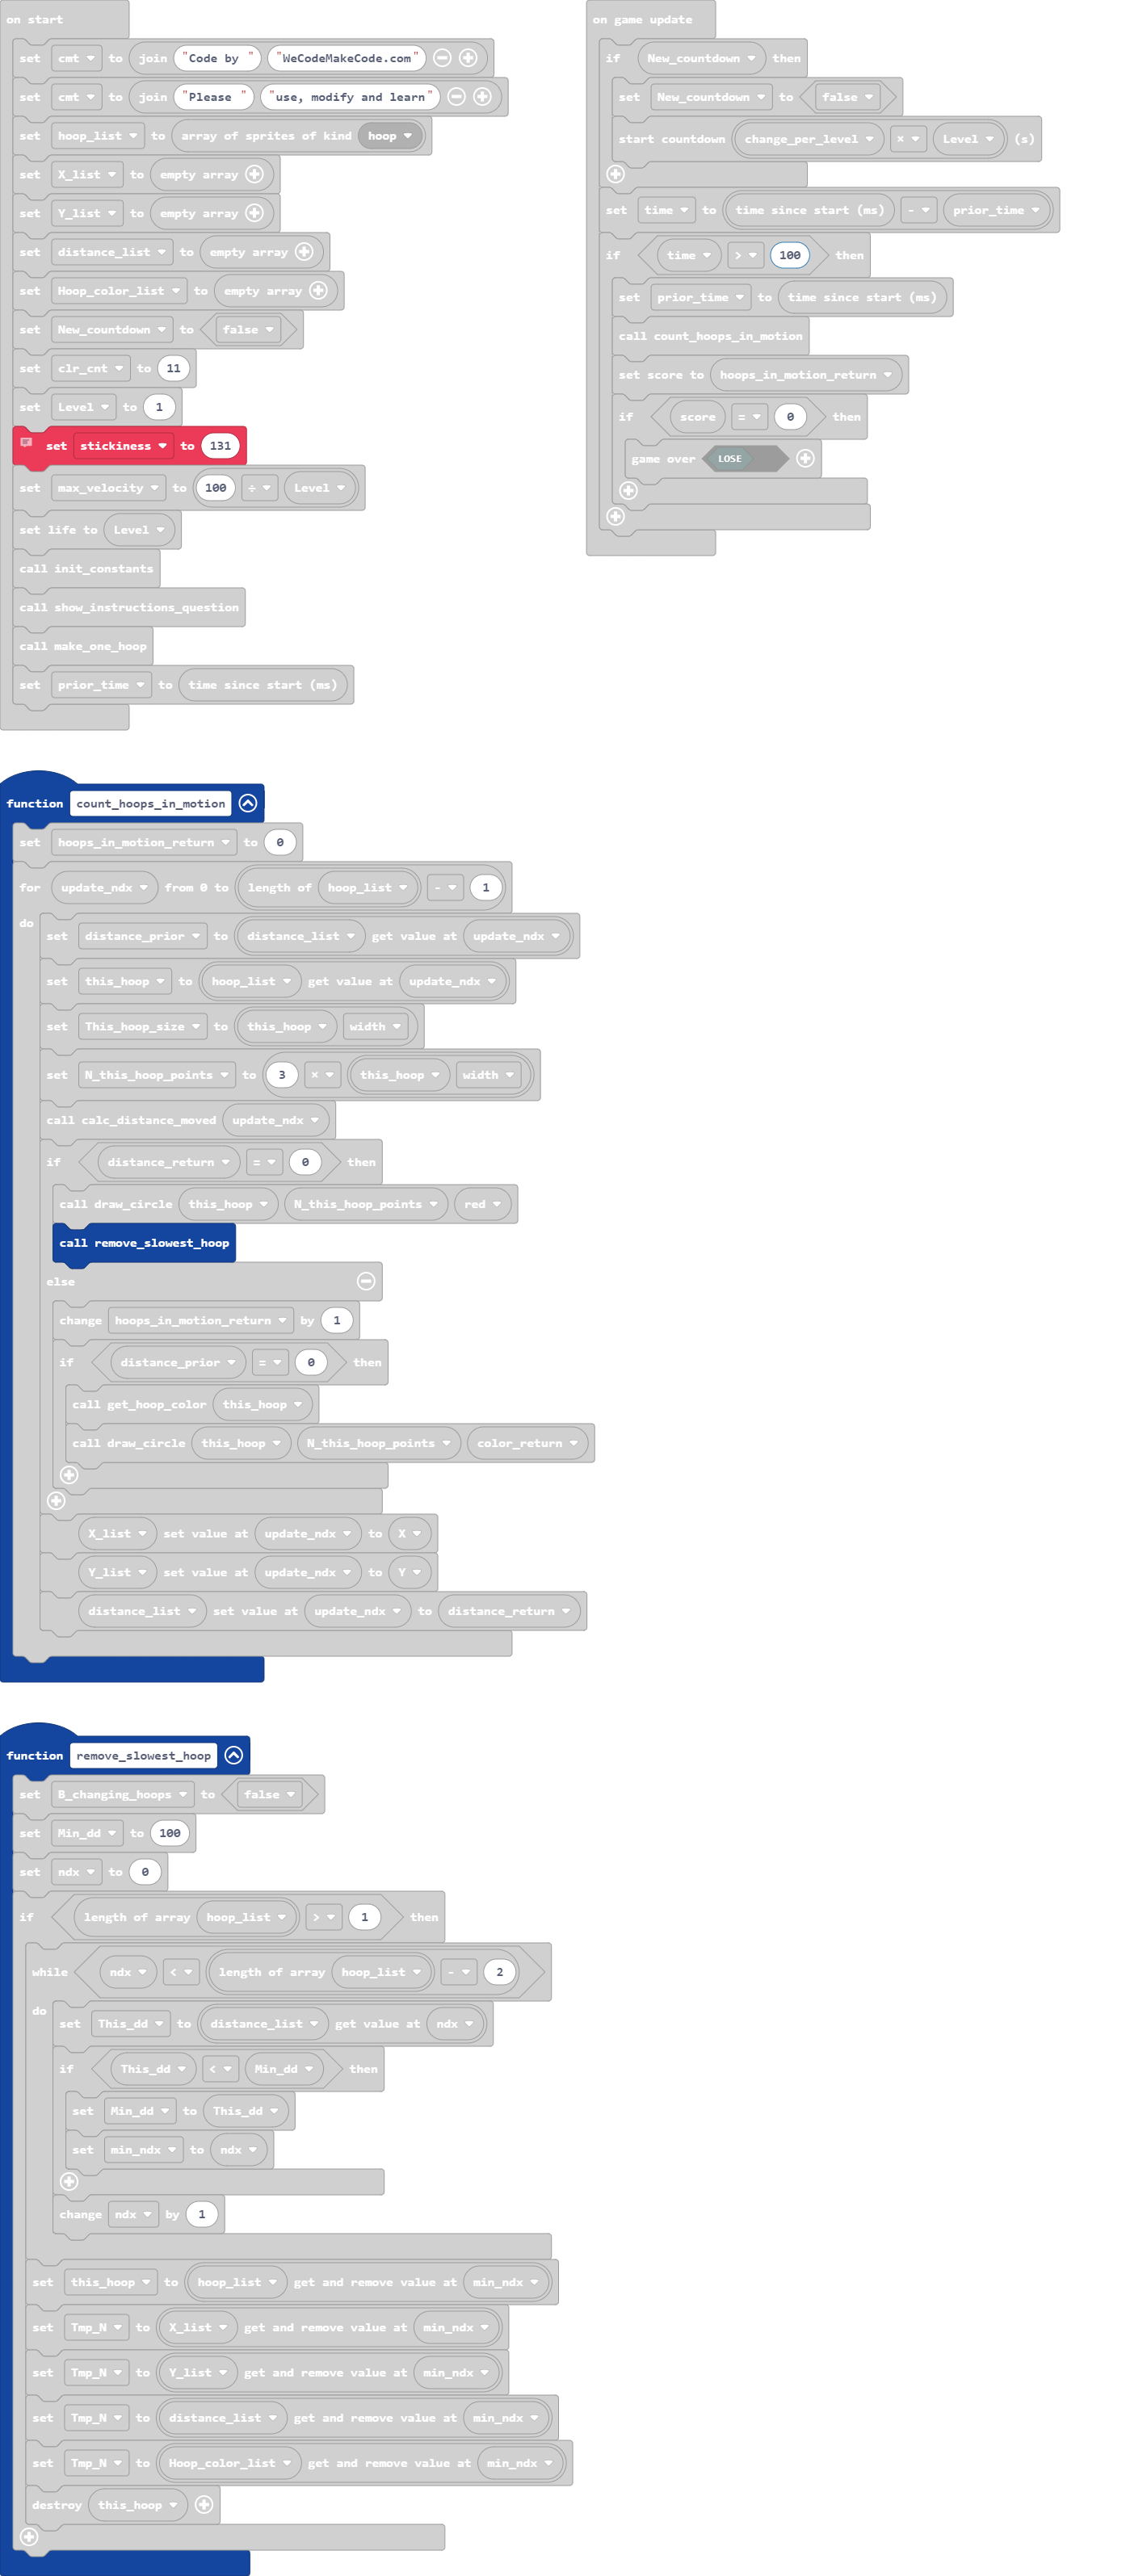 on start
set cmt to join "Code by " "WeCodeMakeCode.com"
set cmt to join "Please " "use, modify and learn"
set hoop_list to array of sprites of kind hoop
set X_list to empty array
set Y_list to empty array
set distance_list to empty array
set Hoop_color_list to empty array
set New_countdown to false
set clr_cnt to 11
set Level to 1
set stickiness to 131
set max_velocity to 100 ÷ Level
set life to Level
call init_constants
call show_instructions_question
call make_one_hoop
set prior_time to time since start (ms)
on game update
if New_countdown then
set New_countdown to false
start countdown change_per_level × Level (s)
set time to time since start (ms) - prior_time
if time > 100 then
set prior_time to time since start (ms)
call count_hoops_in_motion
set score to hoops_in_motion_return
if score = 0 then
game over LOSE
function count_hoops_in_motion
set hoops_in_motion_return to 0
for update_ndx from 0 to length of hoop_list - 1
do
set distance_prior to distance_list get value at update_ndx
set this_hoop to hoop_list get value at update_ndx
set This_hoop_size to this_hoop width
set N_this_hoop_points to 3 × this_hoop width
call calc_distance_moved update_ndx
if distance_return = 0 then
call draw_circle this_hoop N_this_hoop_points red
call remove_slowest_hoop
else
change hoops_in_motion_return by 1
if distance_prior = 0 then
call get_hoop_color this_hoop
call draw_circle this_hoop N_this_hoop_points color_return
X_list set value at update_ndx to X
Y_list set value at update_ndx to Y
distance_list set value at update_ndx to distance_return
function remove_slowest_hoop
set B_changing_hoops to false
set Min_dd to 100
set ndx to 0
if length of array hoop_list > 1 then
while ndx < length of array hoop_list - 2
do
set This_dd to distance_list get value at ndx
if This_dd < Min_dd then
set Min_dd to This_dd
set min_ndx to ndx
change ndx by 1
set this_hoop to hoop_list get and remove value at min_ndx
set Tmp_N to X_list get and remove value at min_ndx
set Tmp_N to Y_list get and remove value at min_ndx
set Tmp_N to distance_list get and remove value at min_ndx
set Tmp_N to Hoop_color_list get and remove value at min_ndx
destroy this_hoop